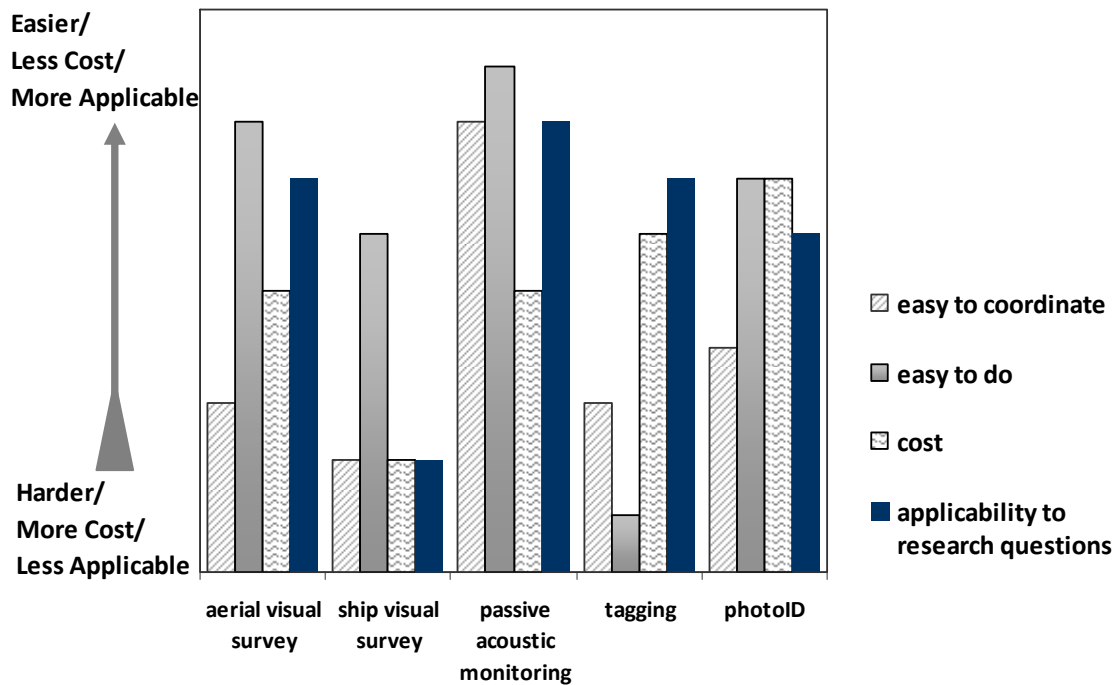 Easier/
Less Cost/
More Applicable
Harder/
More Cost/
Less Applicable
aerial visual
survey
ship visual
survey
passive
acoustic
monitoring
tagging
photoID
easy to coordinate
easy to do
cost
applicability to
research questions